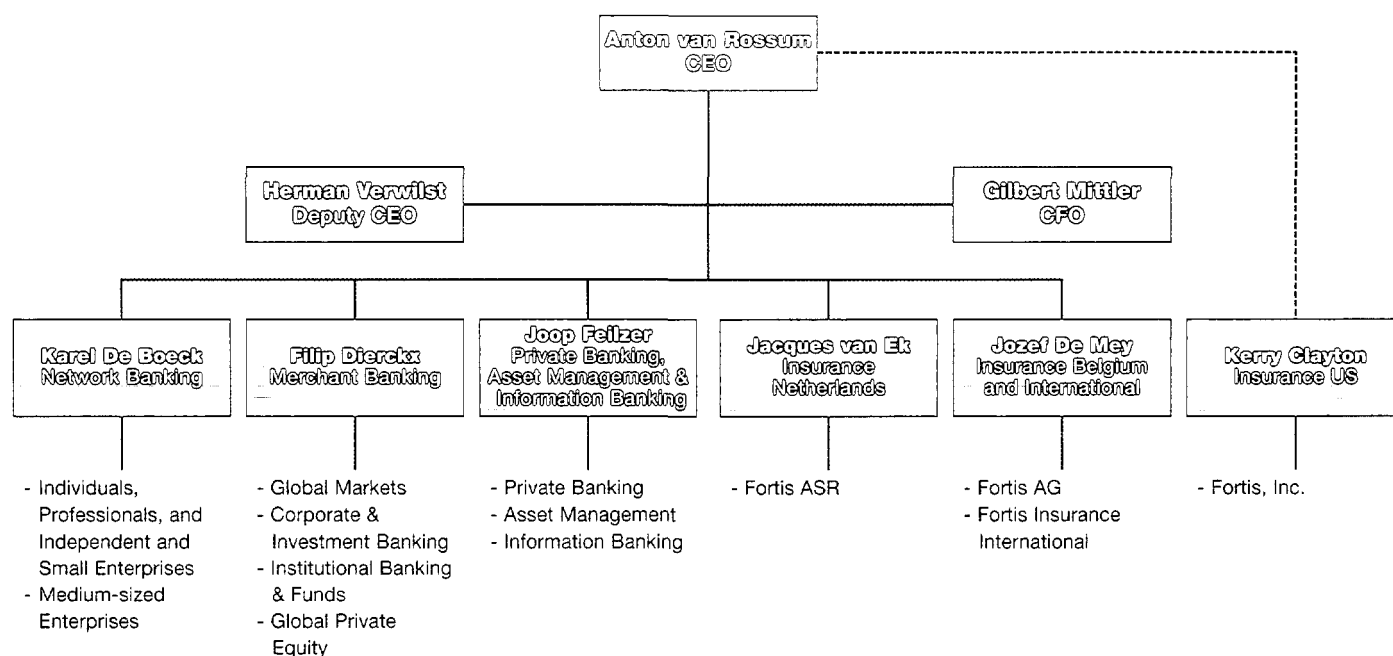 Anton van Rossum
CEO
Herman Verwilst
Deputy CEO
Gilbert Mittler
CFO
Karel De Boeck
Network Banking
Filip Dierckx
Merchant Banking
Joop Feilzer
Private Banking,
Asset Management &
Information Banking
Jacques van Ek
Insurance
Netherlands
Jozef De Mey
Insurance Belgium
and International
Kerry Clayton
Insurance US
- Individuals,
Professionals, and
Independent and
Small Enterprises
- Medium-sized
Enterprises
- Global Markets
- Corporate &
Investment Banking
- Institutional Banking
& Funds
- Global Private
Equity
- Private Banking
- Asset Management
- Information Banking
- Fortis ASR
- Fortis AG
- Fortis Insurance
International
- Fortis, Inc.